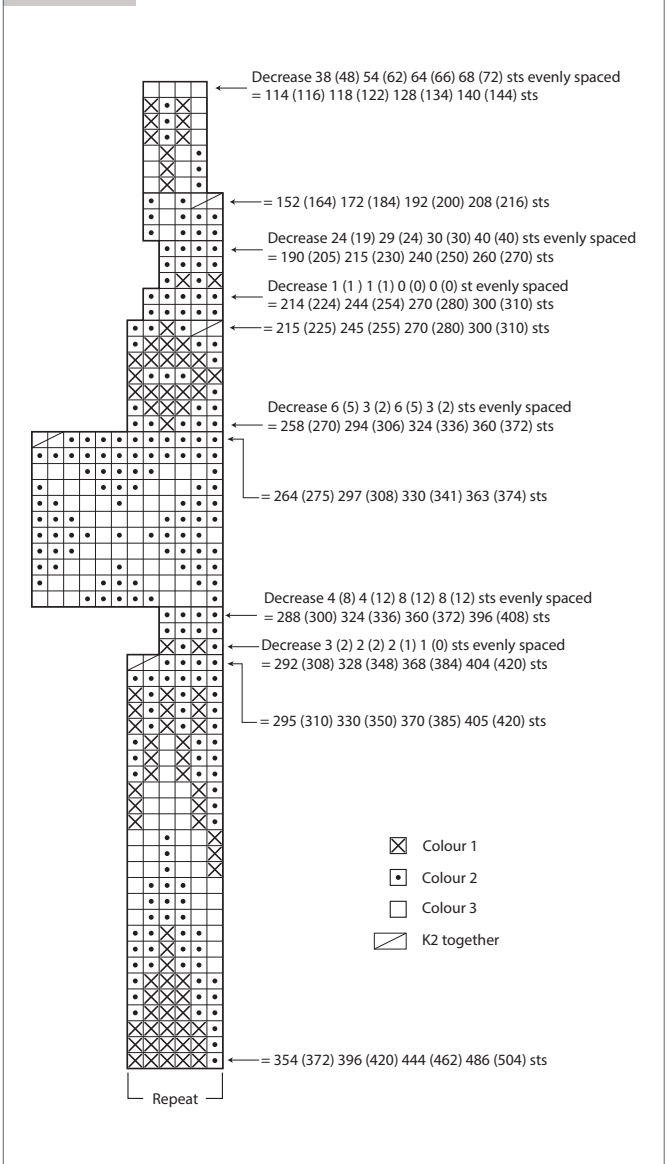 Decrease 38 (48) 54 (62) 64 (66) 68 (72) sts evenly spaced
= 114 (116) 118 (122) 128 (134) 140 (144) sts
= 152 (164) 172 (184) 192 (200) 208 (216) sts
Decrease 24 (19) 29 (24) 30 (30) 40 (40) sts evenly spaced
= 190 (205) 215 (230) 240 (250) 260 (270) sts
Decrease 1 (1 ) 1 (1) 0 (0) 0 (0) st evenly spaced
= 214 (224) 244 (254) 270 (280) 300 (310) sts
= 215 (225) 245 (255) 270 (280) 300 (310) sts
Decrease 6 (5) 3 (2) 6 (5) 3 (2) sts evenly spaced
= 258 (270) 294 (306) 324 (336) 360 (372) sts
= 264 (275) 297 (308) 330 (341) 363 (374) sts
Decrease 4 (8) 4 (12) 8 (12) 8 (12) sts evenly spaced
= 288 (300) 324 (336) 360 (372) 396 (408) sts
Decrease 3 (2) 2 (2) 2 (1) 1 (0) sts evenly spaced
= 292 (308) 328 (348) 368 (384) 404 (420) sts
= 295 (310) 330 (350) 370 (385) 405 (420) sts
Colour 1
Colour 2
Colour 3
K2 together
= 354 (372) 396 (420) 444 (462) 486 (504) sts
Repeat